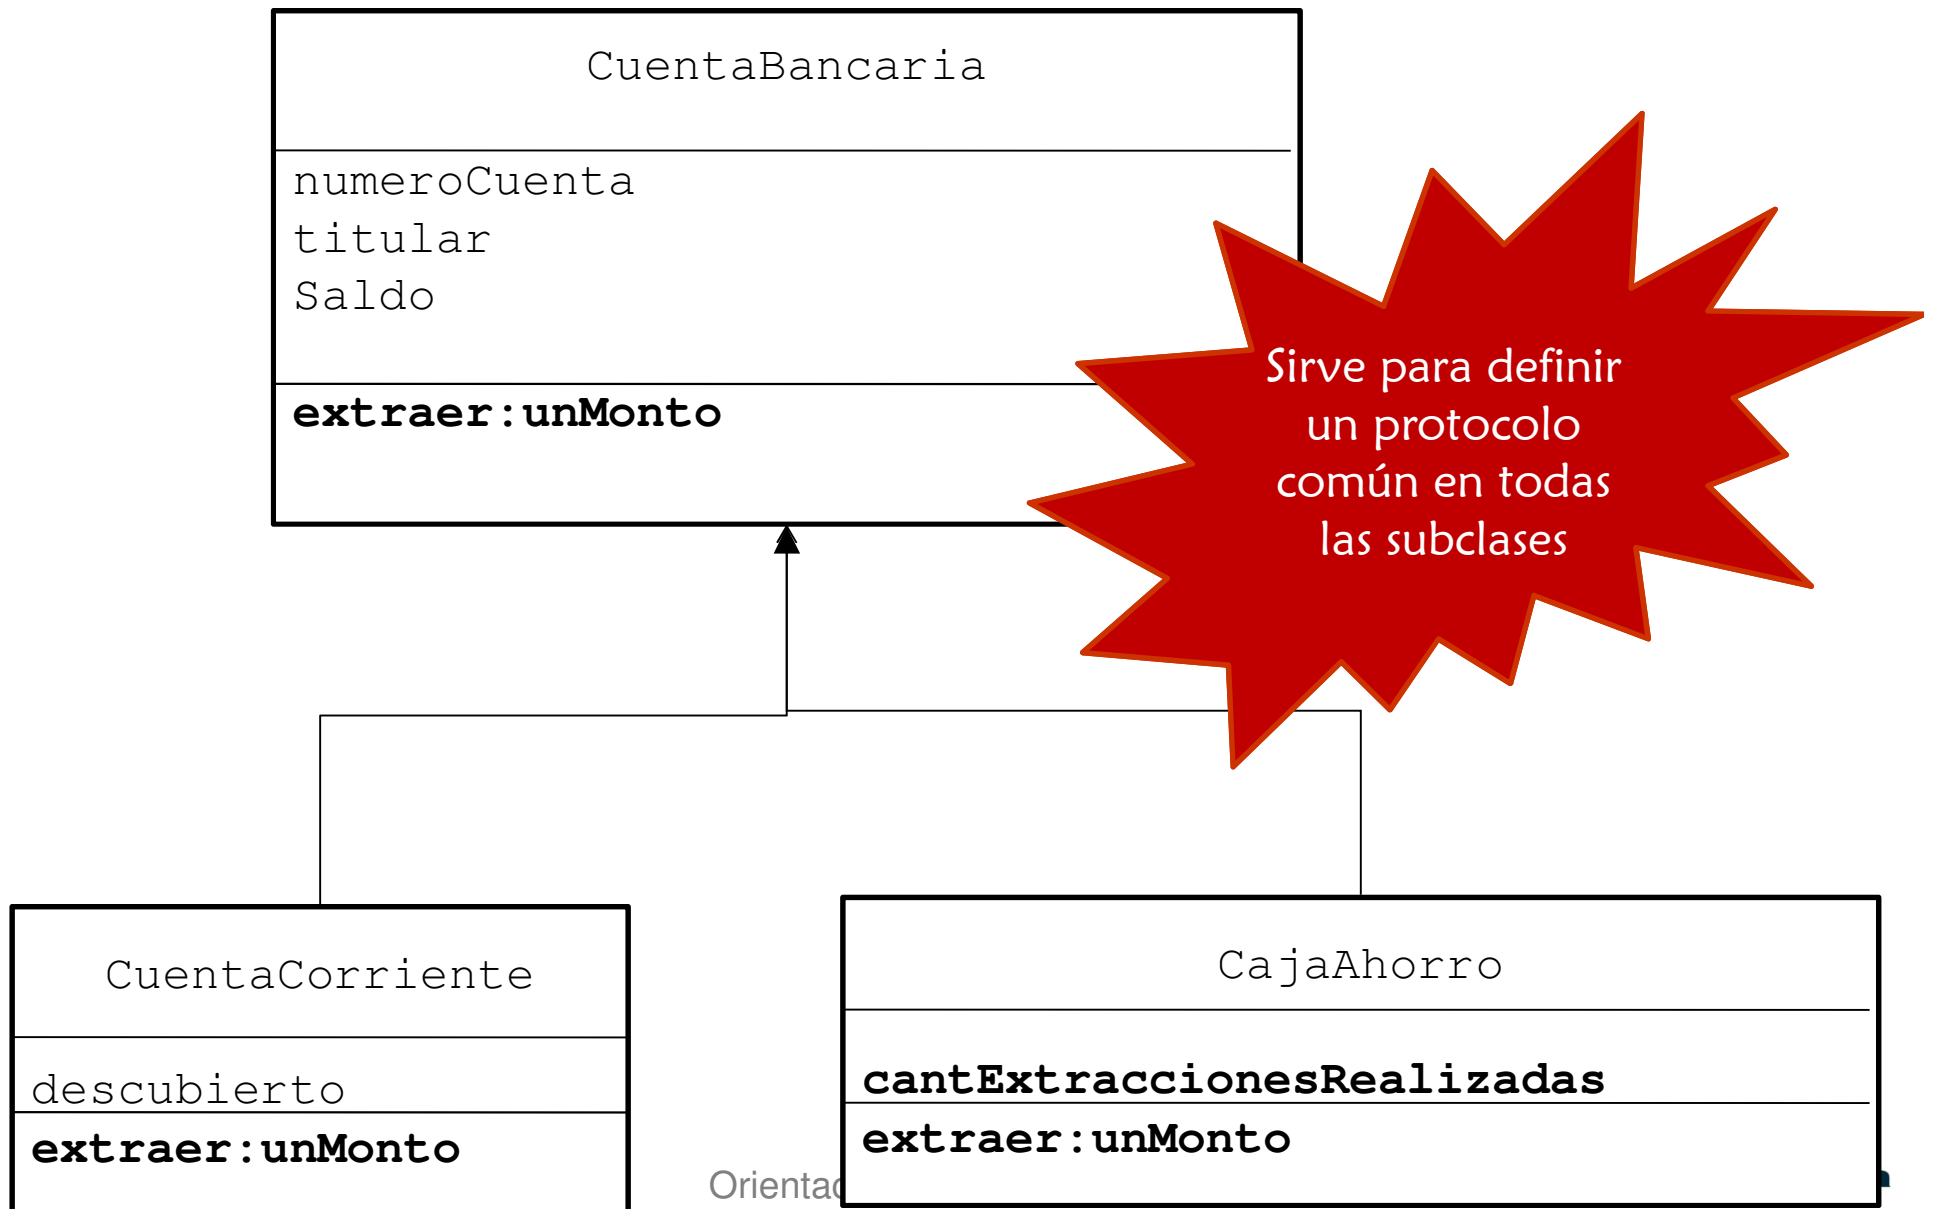 CuentaBancaria
numeroCuenta
titular
Saldo
extraer:unMonto
Sirve para definir
un protocolo
común en todas
las subclases
CuentaCorriente
descubierto
extraer:unMonto
CajaAhorro
cantExtraccionesRealizadas
extraer:unMonto